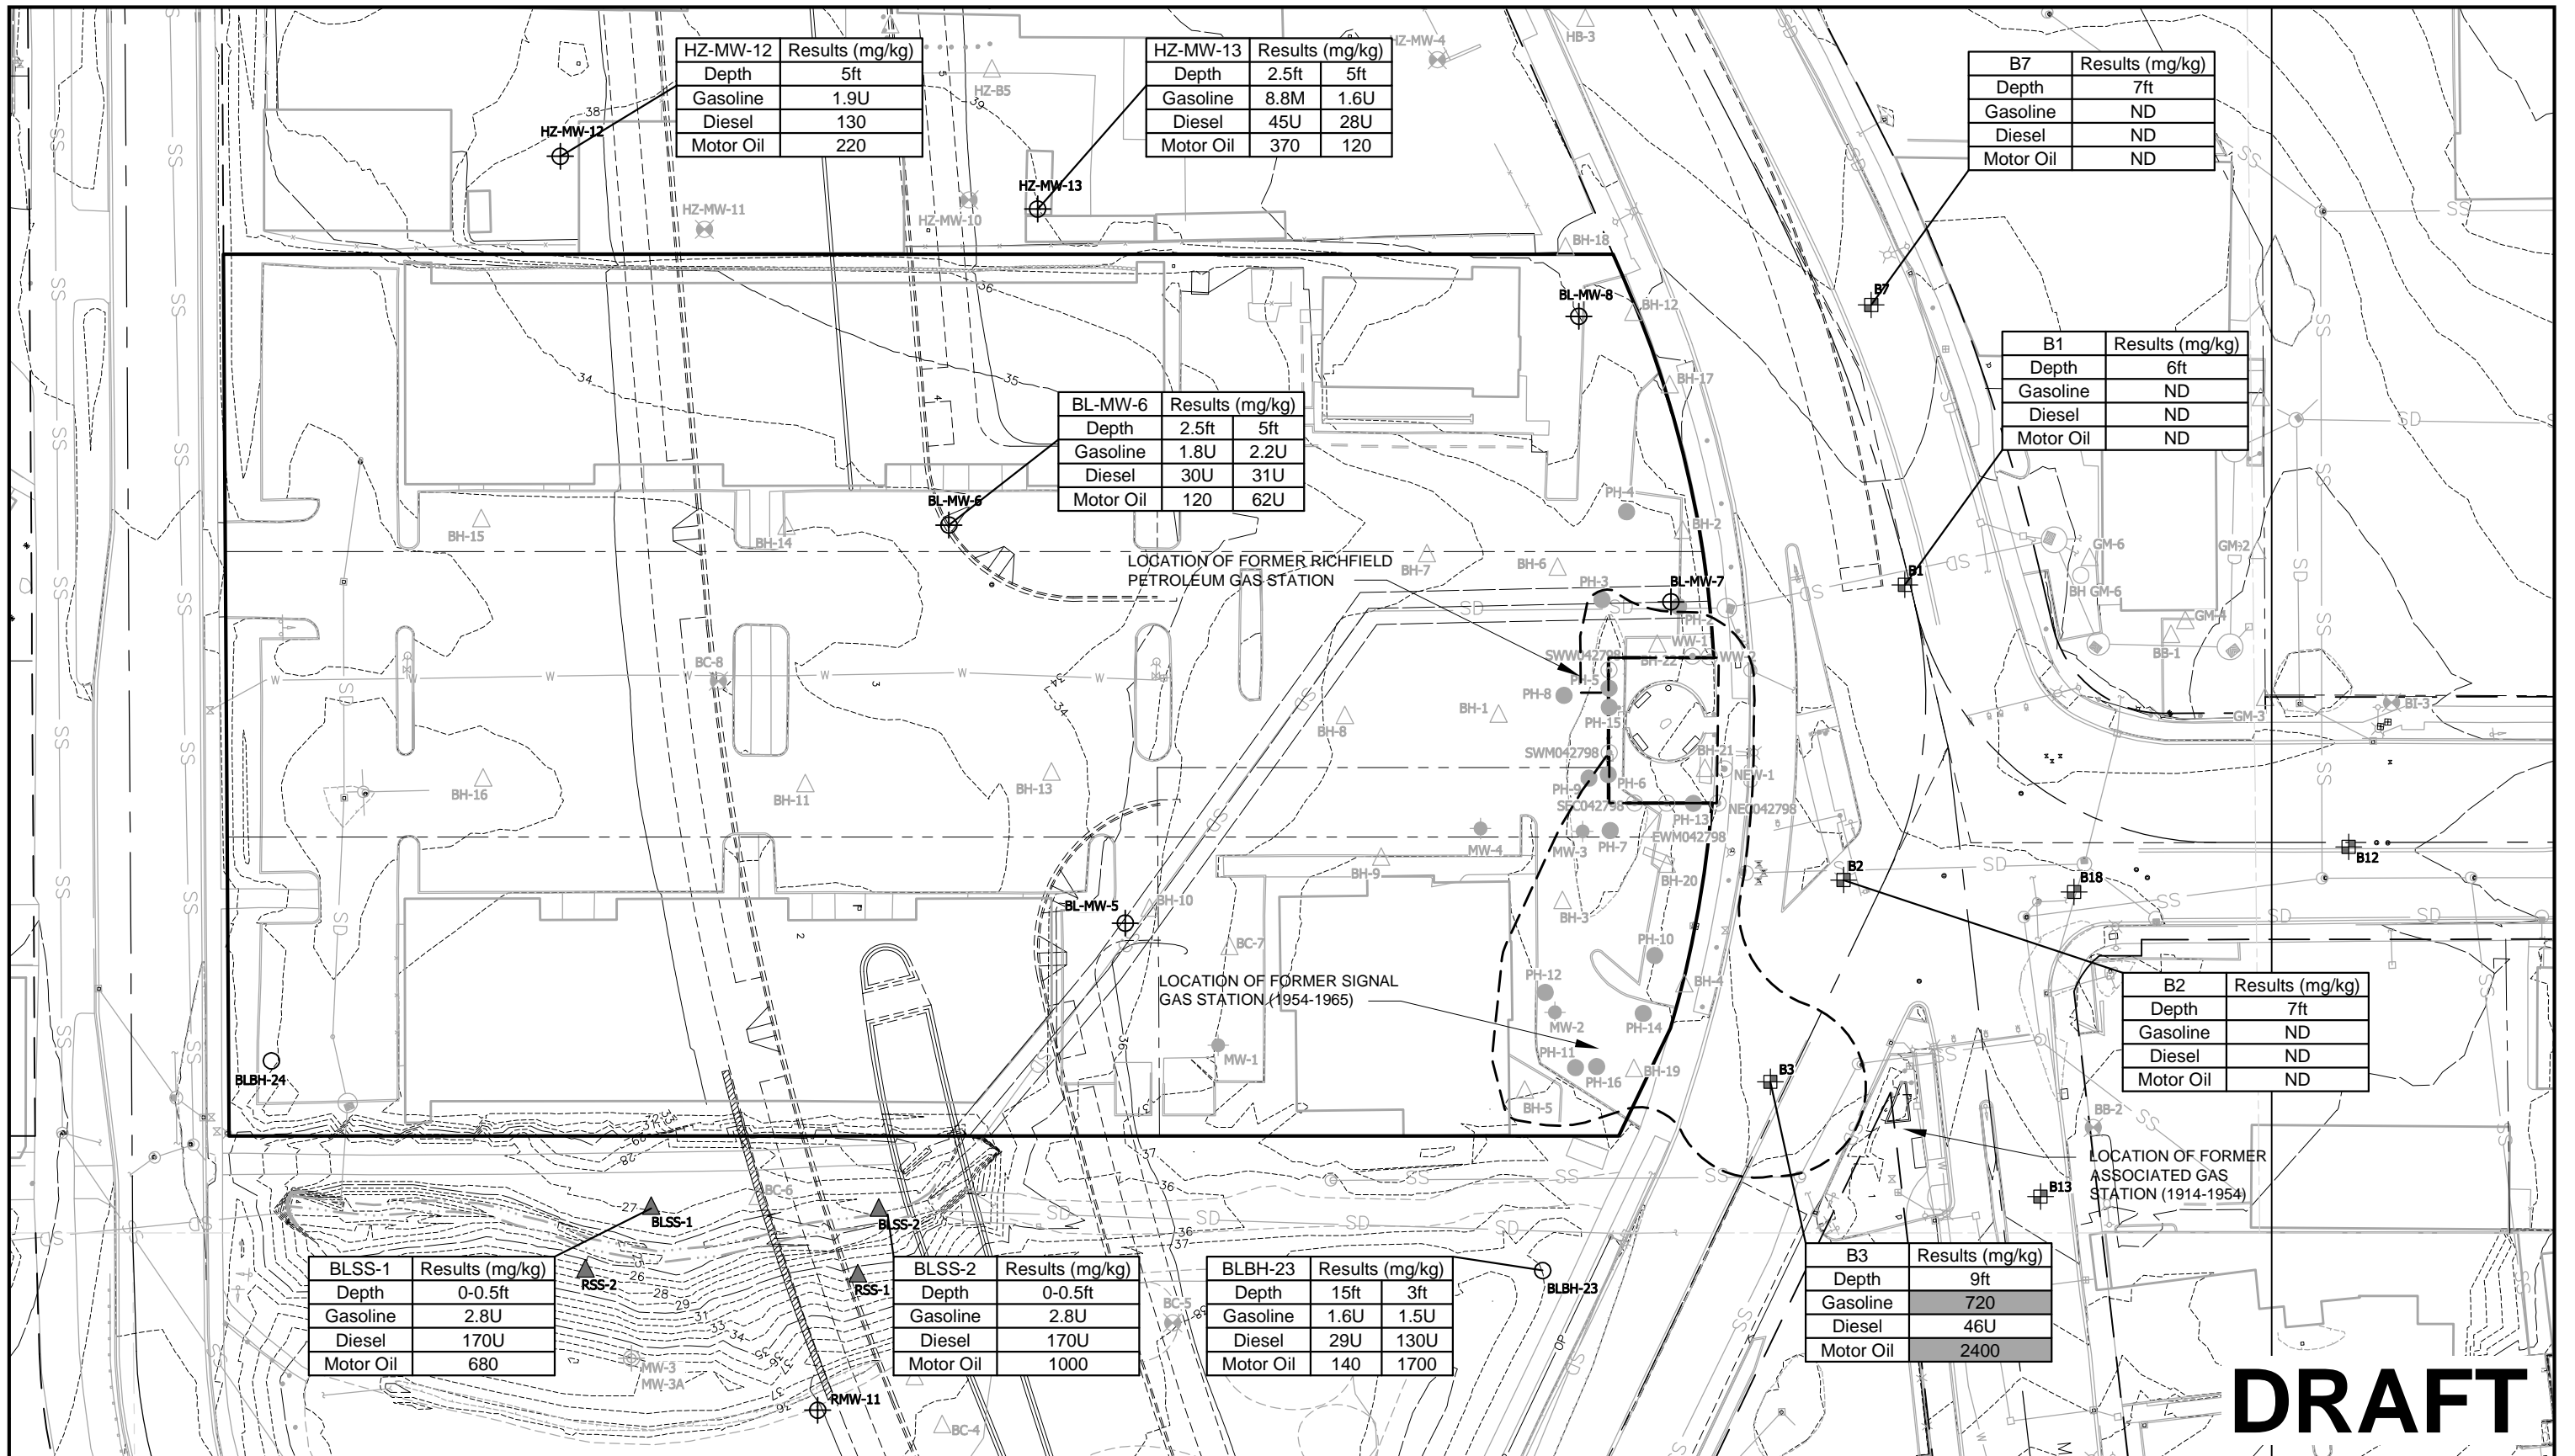 HZ-MW-12 Results (mg/kg)
Depth 5ft
Gasoline 1.9U
Diesel 130
Motor Oil 220
HZ-MW-13 Results (mg/kg)
Depth 2.5ft 5ft
Gasoline 8.8M 1.6U
Diesel 45U 28U
Motor Oil 370 120
B7 Results (mg/kg)
Depth 7ft
Gasoline ND
Diesel ND
Motor Oil ND
B1 Results (mg/kg)
Depth 6ft
Gasoline ND
Diesel ND
Motor Oil ND
BL-MW-6 Results (mg/kg)
Depth 2.5ft 5ft
Gasoline 1.8U 2.2U
Diesel 30U 31U
Motor Oil 120 62U
HZ-MW-4
HB-3
HZ-B5
HZ-MW-12
HZ-MW-13
HZ-MW-11
HZ-MW-10
BH-18
BL-MW-8
BH-12
B7
BH-17
BL-MW-6
BH-15
BH-14
PH-4
BH-2
LOCATION OF FORMER RICHFIELD
PETROLEUM GAS STATION
BH-7
BH-6
PH-3
BL-MW-7
B1
PH-2
GM-6
GM-2
BH GM-6
GM-4
BB-1
GM-3
BI-3
BC-8
WW-1
WW-2
SWW042798
BH-22
PH-5
PH-8
PH-15
BH-1
BH-8
SWM042798
BH-21
NEW-1
PH-9
PH-6
SEC042798
NEC042798
PH-13
EWM042798
BH-16
BH-11
BH-13
MW-4
MW-3
PH-7
BH-9
BH-20
B2
B12
B18
BL-MW-5
BH-10
BH-3
BC-7
PH-10
PH-12
BH-4
LOCATION OF FORMER SIGNAL
GAS STATION (1954-1965)
MW-2
PH-14
MW-1
PH-11
PH-16
BH-19
BH-5
B3
BLBH-24
B2 Results (mg/kg)
Depth 7ft
Gasoline ND
Diesel ND
Motor Oil ND
BB-2
LOCATION OF FORMER
ASSOCIATED GAS
STATION (1914-1954)
B13
BC-6
BLSS-1
BLSS-2
RSS-2
RSS-1
BC-5
BLBH-23
BLSS-1 Results (mg/kg)
Depth 0-0.5ft
Gasoline 2.8U
Diesel 170U
Motor Oil 680
BLSS-2 Results (mg/kg)
Depth 0-0.5ft
Gasoline 2.8U
Diesel 170U
Motor Oil 1000
BLBH-23 Results (mg/kg)
Depth 15ft 3ft
Gasoline 1.6U 1.5U
Diesel 29U 130U
Motor Oil 140 1700
B3 Results (mg/kg)
Depth 9ft
Gasoline 720
Diesel 46U
Motor Oil 2400
MW-3
MW-3A
RMW-11
BC-4
DRAFT